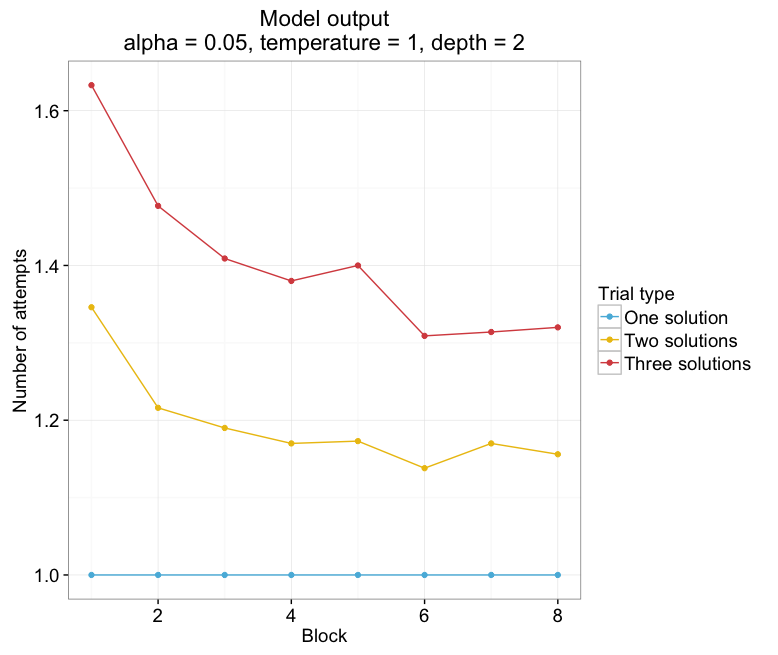 Model output
alpha = 0.05, temperature = 1, depth = 2
1.6
1.4
1.2
1.0
Number of attempts
2
4
6
8
Block
Trial type
One solution
Two solutions
Three solutions